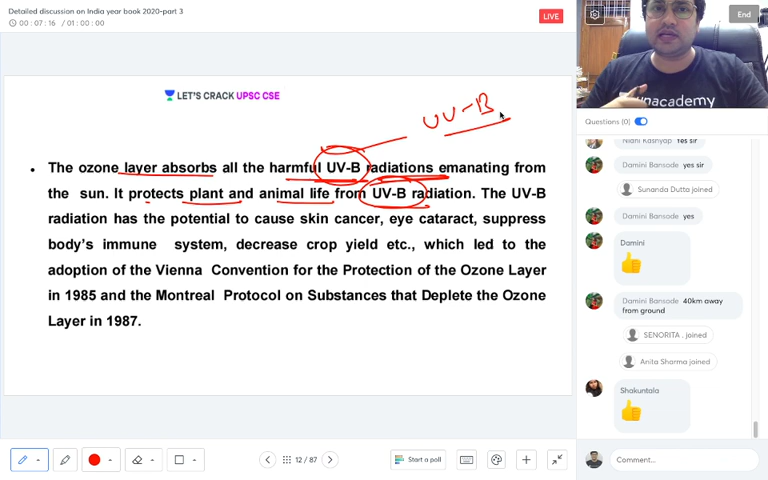 Detailed discussion on India year book 2020-part 3
00 : 07 : 16 / 01 : 00 : 00
LIVE
End
LET'S CRACK UPSC CSE
UV-B
• The ozone layer absorbs all the harmful UV-B radiations emanating from
the sun. It protects plant and animal life from UV-B radiation. The UV-B
radiation has the potential to cause skin cancer, eye cataract, suppress
body's immune system, decrease crop yield etc., which led to the
adoption of the Vienna Convention for the Protection of the Ozone Layer
in 1985 and the Montreal Protocol on Substances that Deplete the Ozone
Layer in 1987.
12 / 87
Start a poll
Questions (0)
Nidhi Kashyap Yes sir
Damini Bansode yes sir
Sunanda Dutta joined
Damini Bansode yes
Damini
Damini Bansode 40km away
from ground
SENORITA . joined
Anita Sharma joined
Shakuntala
Comment...